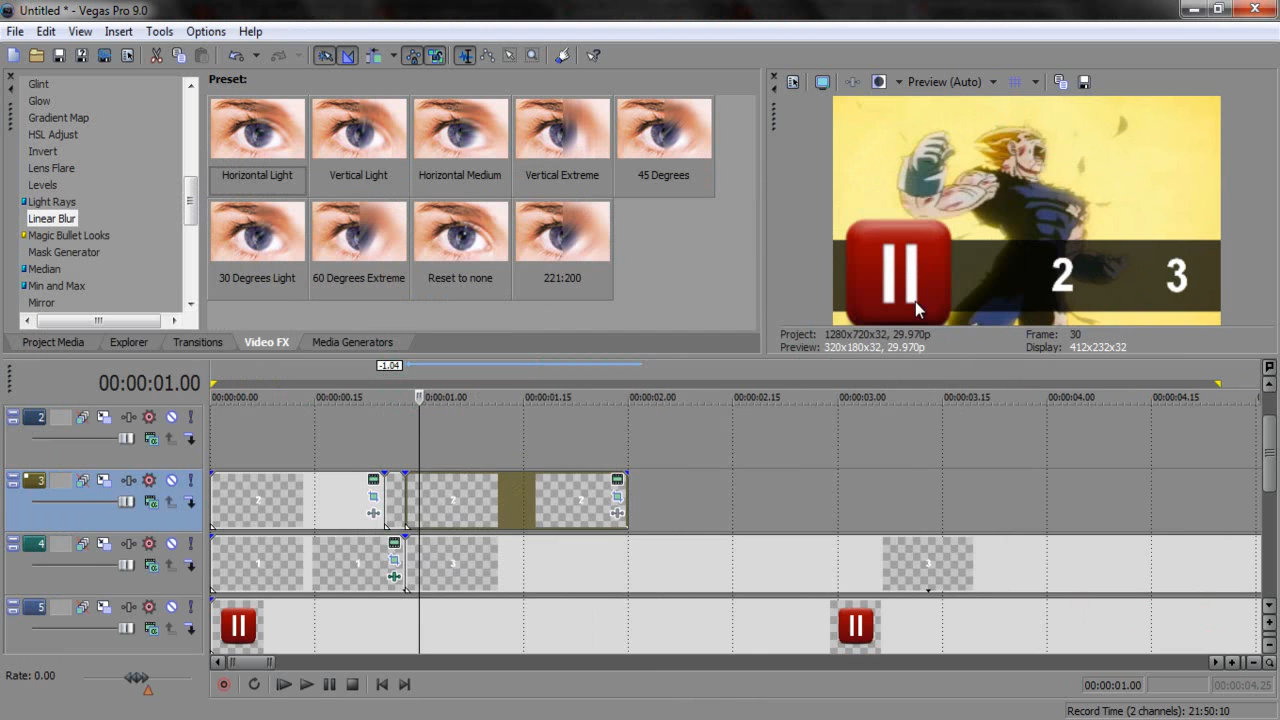 Untitled * - Vegas Pro 9.0
File Edit View Insert Tools Options Help
Glint
Glow
Gradient Map
HSL Adjust
Invert
Lens Flare
Levels
Light Rays
Linear Blur
Magic Bullet Looks
Mask Generator
Median
Min and Max
Mirror
Preset:
Horizontal Light Vertical Light Horizontal Medium Vertical Extreme 45 Degrees
30 Degrees Light 60 Degrees Extreme Reset to none 221:200
Preview (Auto)
2 3
Project: 1280x720x32, 29.970p Frame: 30
Preview: 320x180x32, 29.970p Display: 412x232x32
Project Media Explorer Transitions Video FX Media Generators
-1.04
00:00:01.00
00:00:00.00 00:00:00.15 00:00:01.00 00:00:01.15 00:00:02.00 00:00:02.15 00:00:03.00 00:00:03.15 00:00:04.00 00:00:04.15
2
3 2 2 2
4 1 1 3 3
5
Rate: 0.00
00:00:01.00 00:00:04.25
Record Time (2 channels): 21:50:10